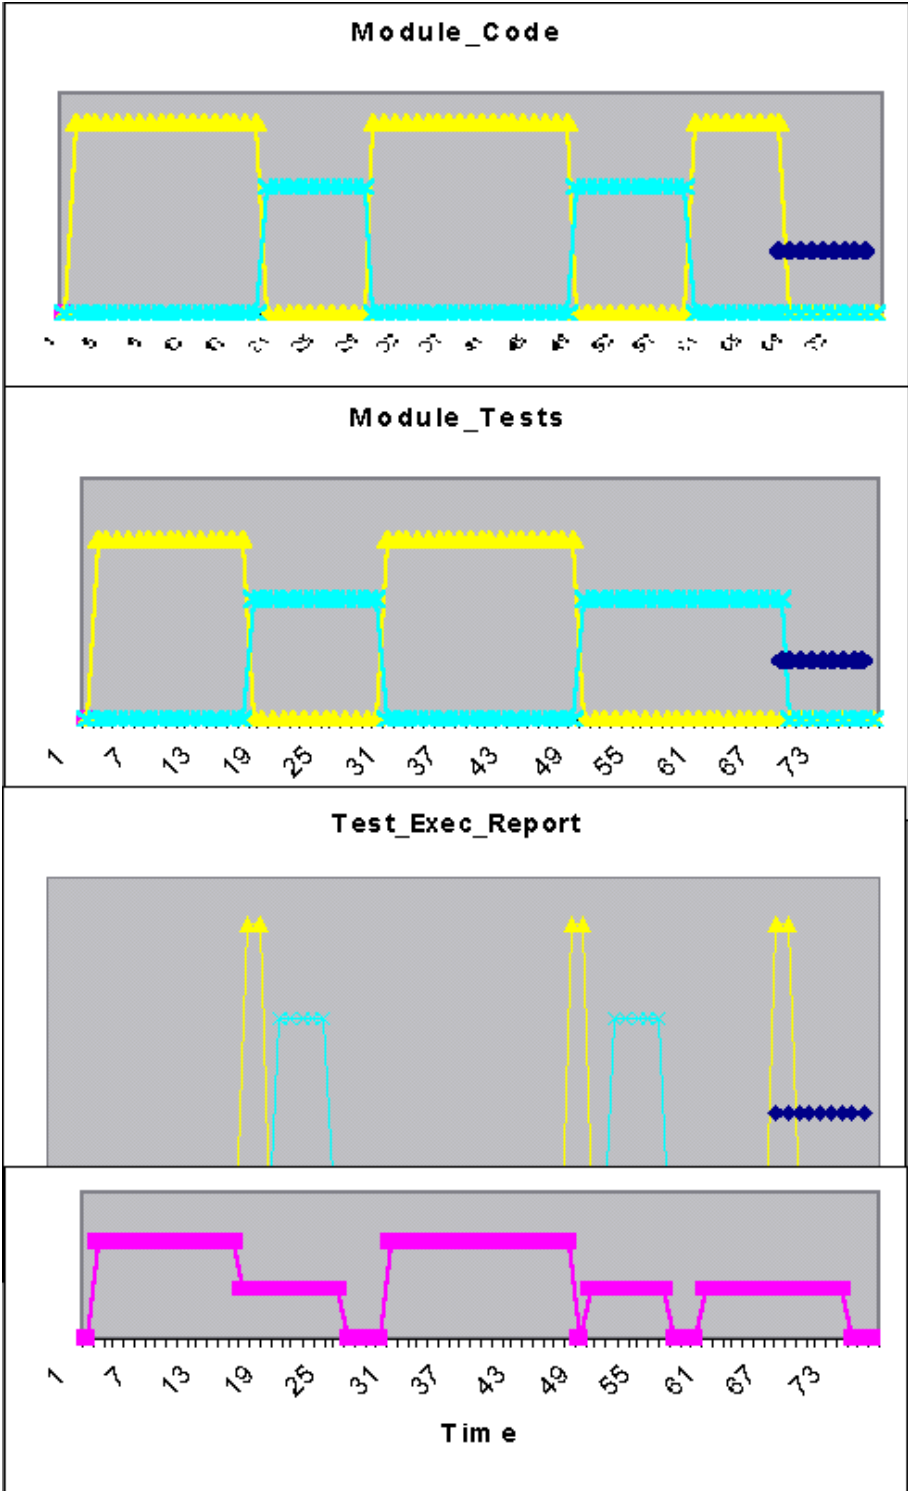 Module_Code
Module_Tests
1 7 13 19 25 31 37 43 49 55 61 67 73
Test_Exec_Report
1 7 13 19 25 31 37 43 49 55 61 67 73
Time